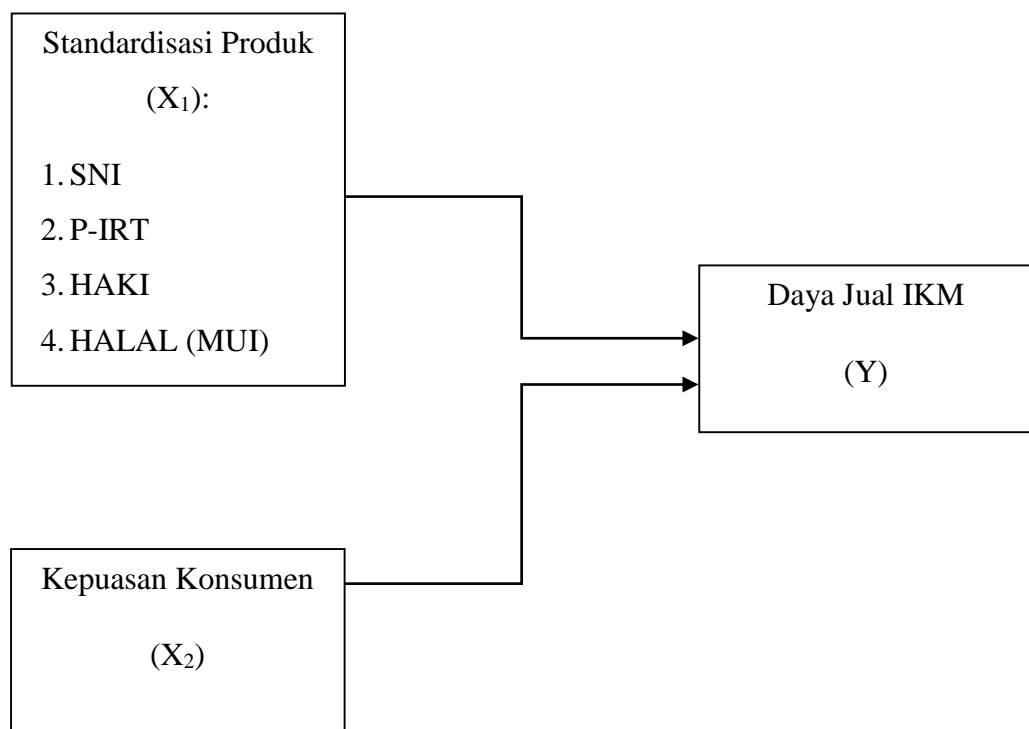 Standardisasi Produk
(X₁):
1. SNI
2. P-IRT
3. HAKI
4. HALAL (MUI)
Daya Jual IKM
(Y)
Kepuasan Konsumen
(X₂)